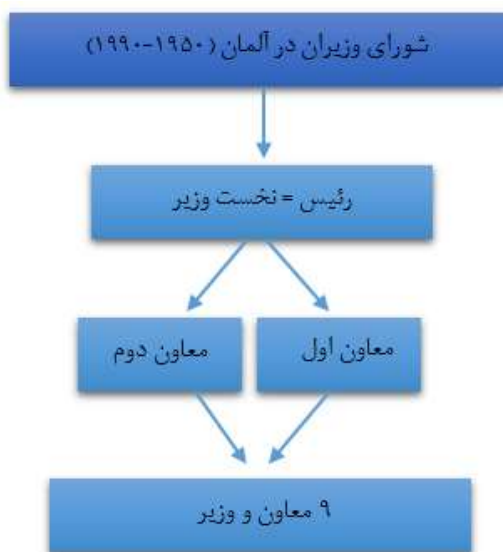 شورای وزیران در آلمان (۱۹۵۰-۱۹۹۰)
رئیس = نخست وزیر
معاون اول
معاون دوم
۹ معاون و وزیر